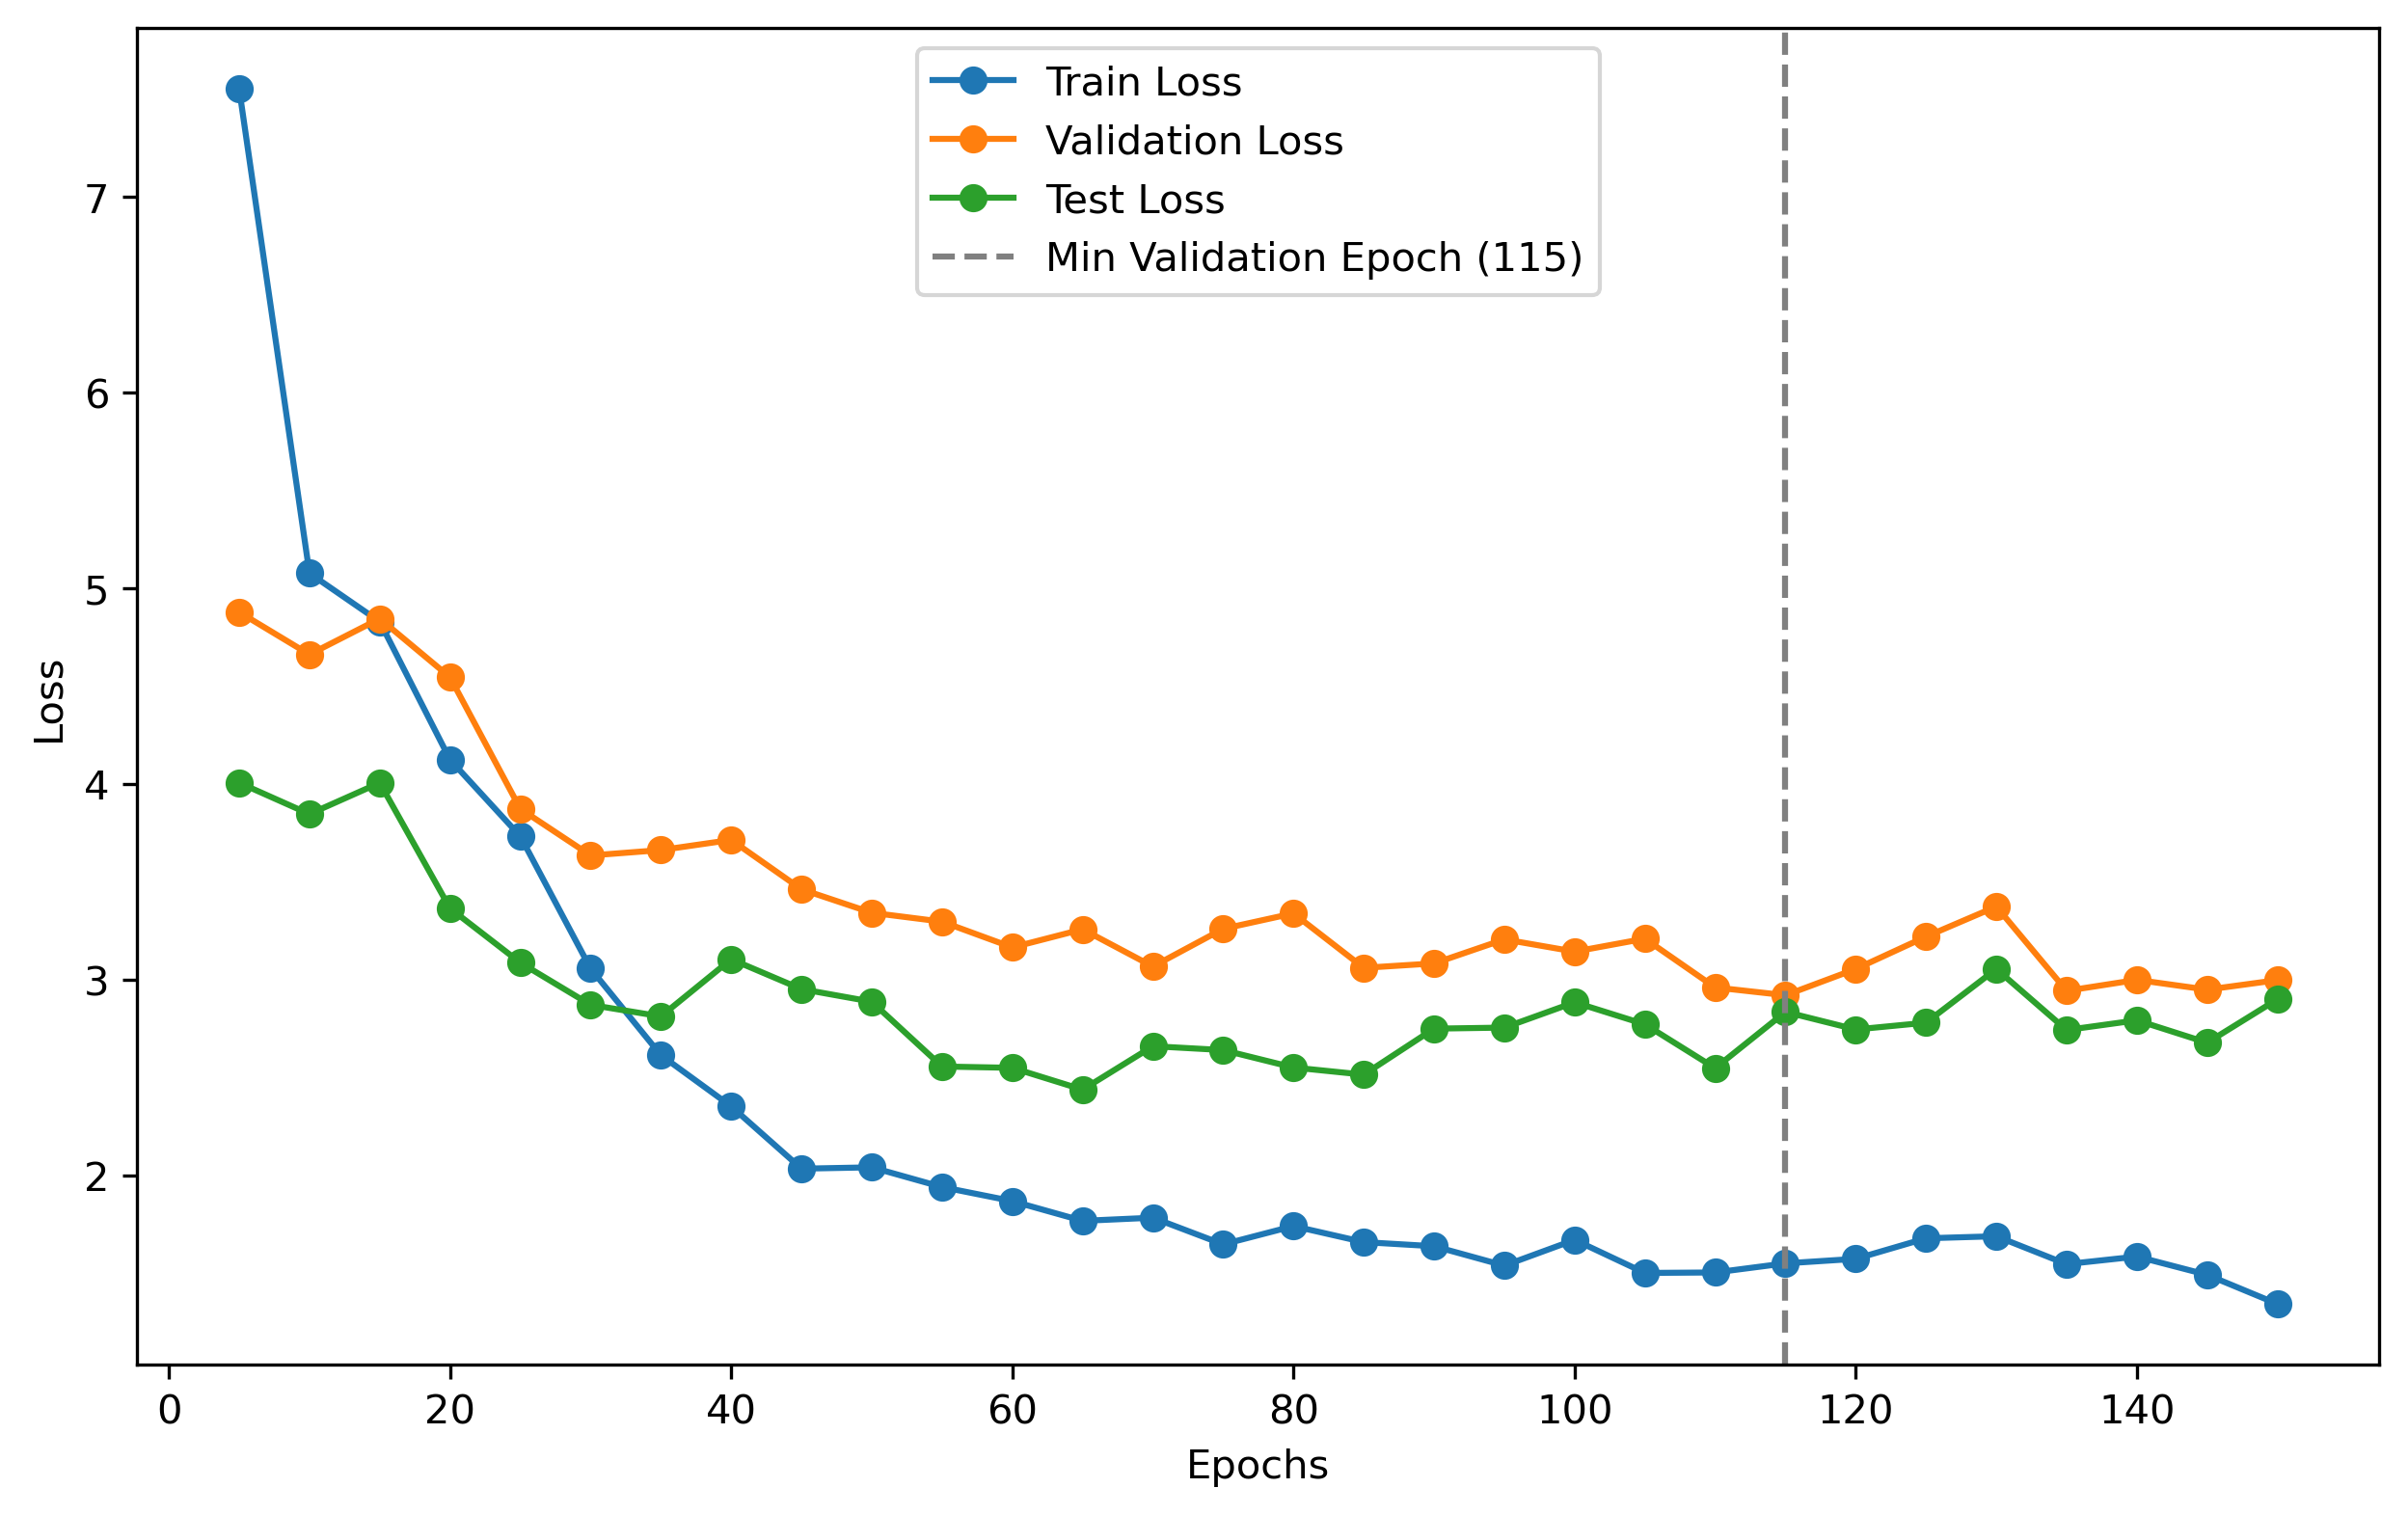 Train Loss
Validation Loss
Test Loss
Min Validation Epoch (115)
7
6
5
4
3
2
Loss
0 20 40 60 80 100 120 140
Epochs